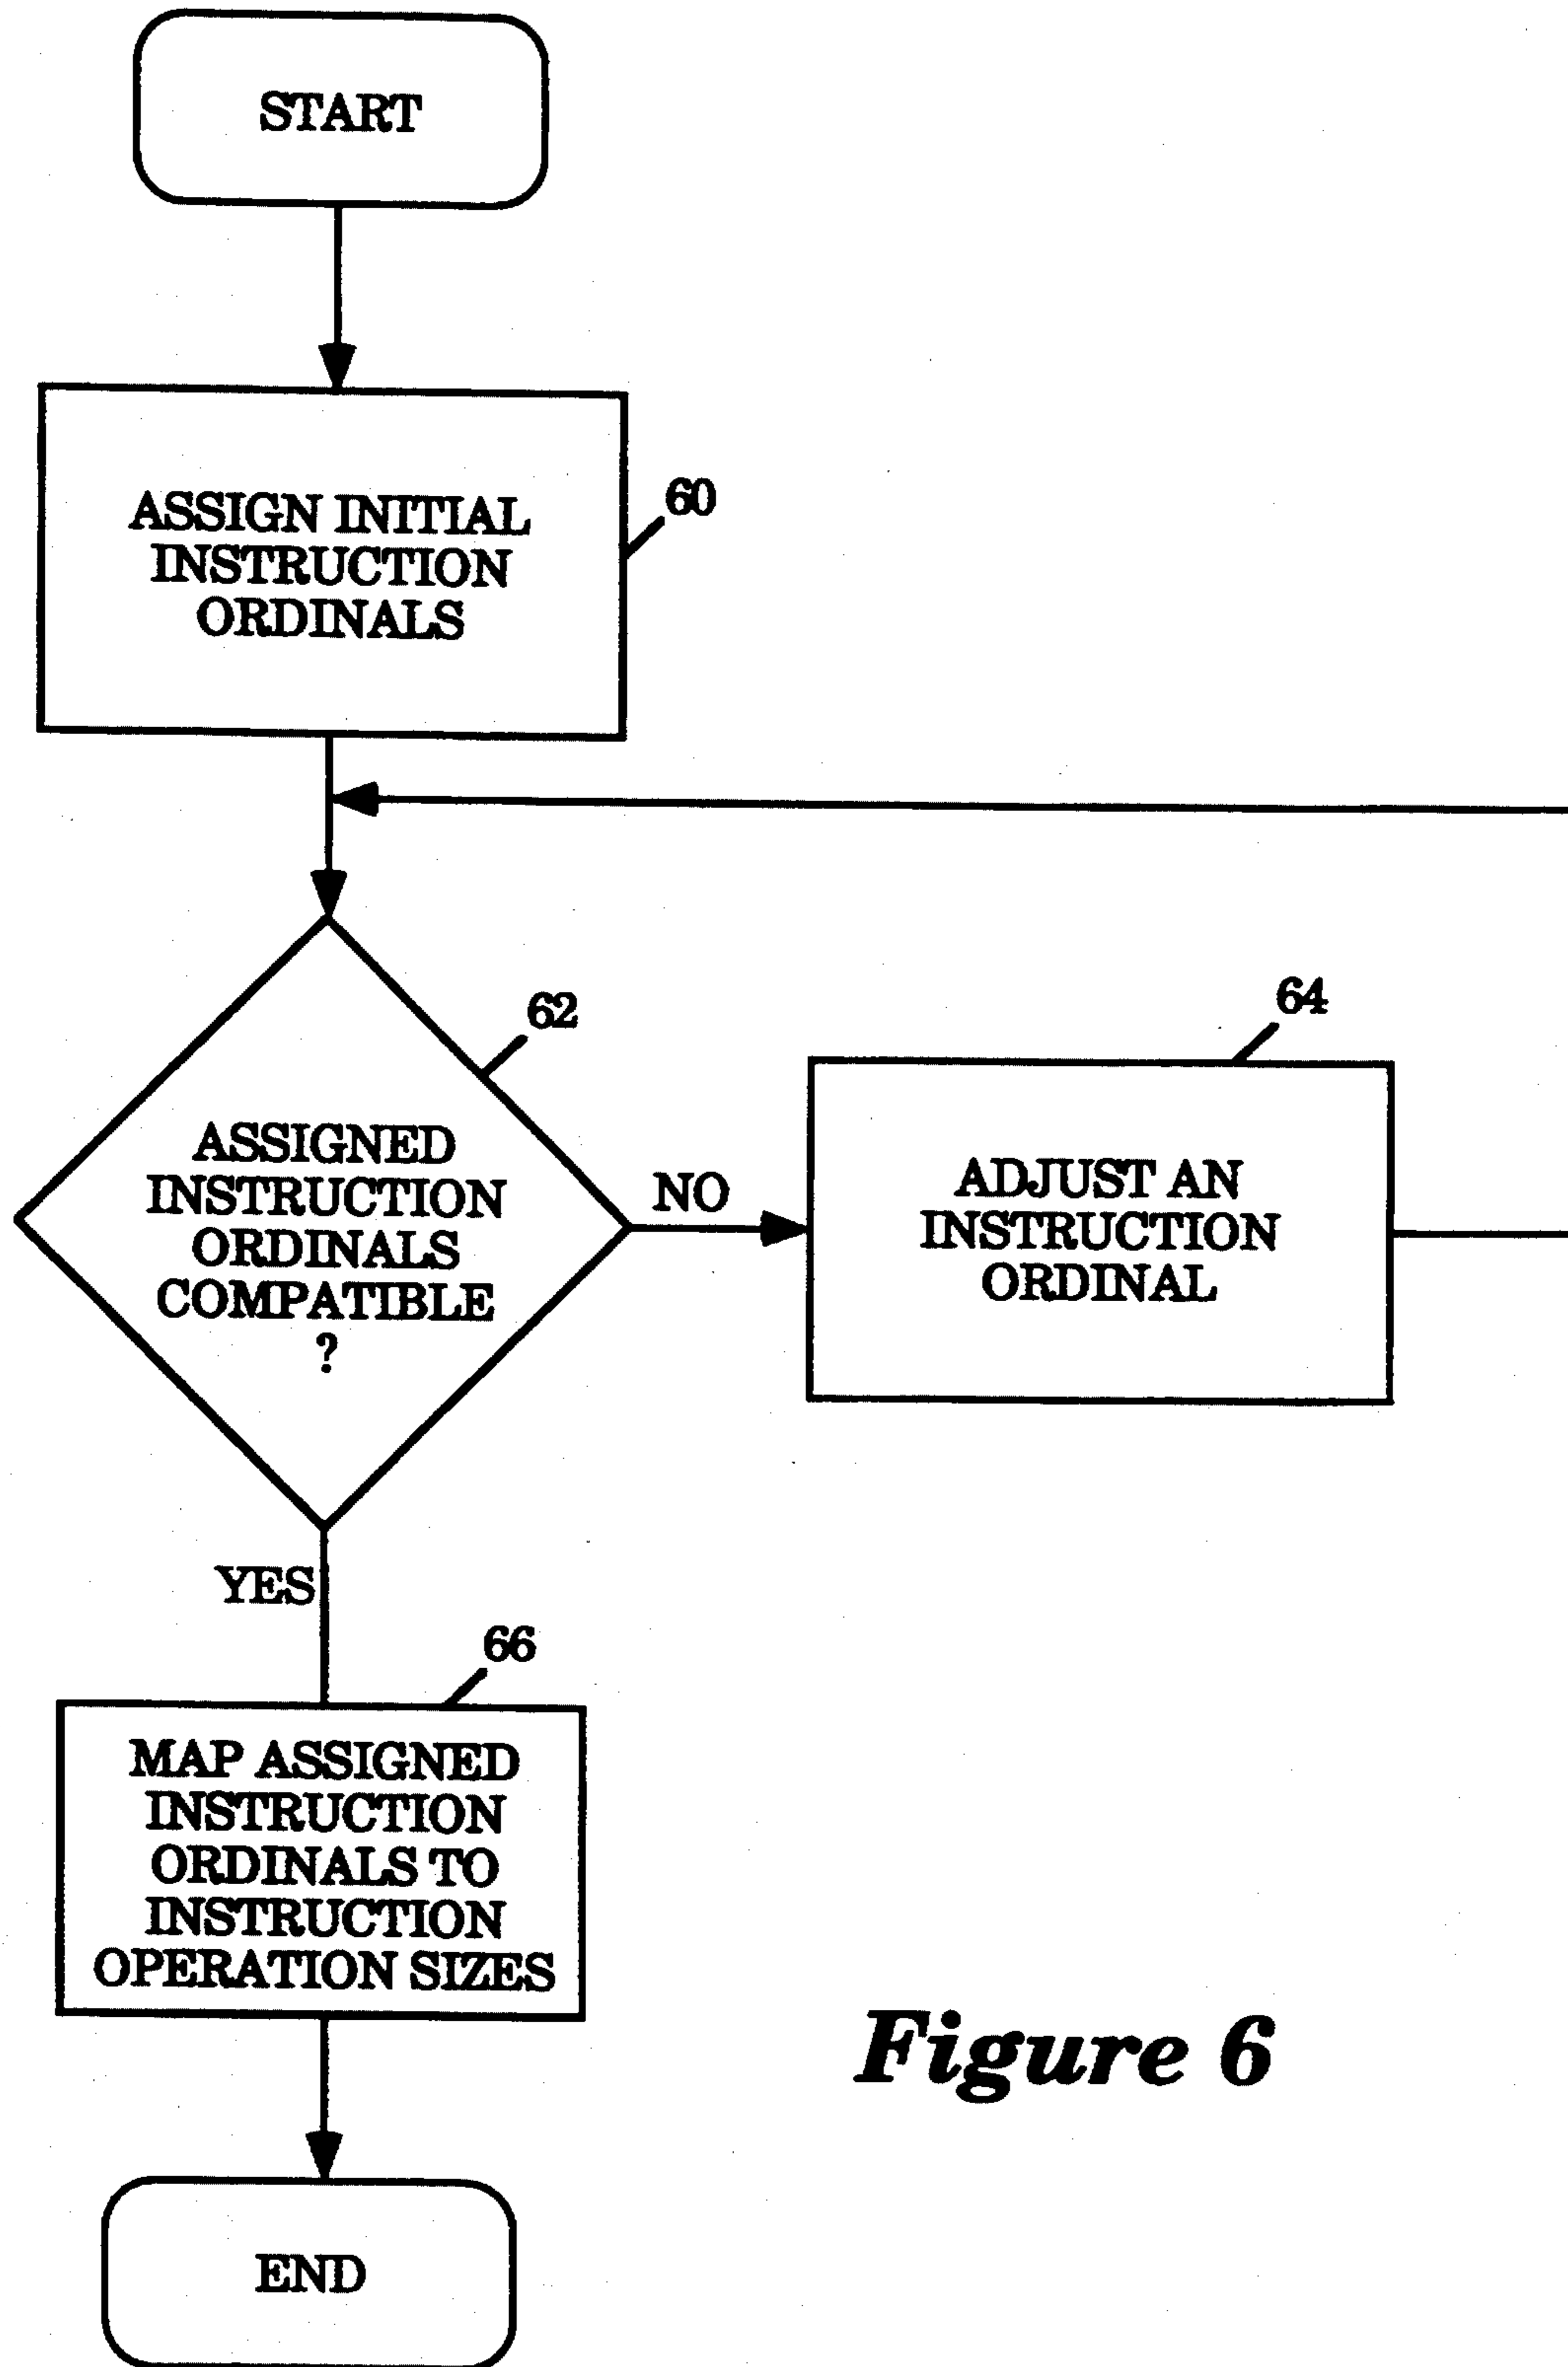 START
ASSIGN INITIAL
INSTRUCTION
ORDINALS
60
62
ASSIGNED
INSTRUCTION
ORDINALS
COMPATIBLE
?
NO
64
ADJUST AN
INSTRUCTION
ORDINAL
YES
66
MAP ASSIGNED
INSTRUCTION
ORDINALS TO
INSTRUCTION
OPERATION SIZES
END
Figure 6